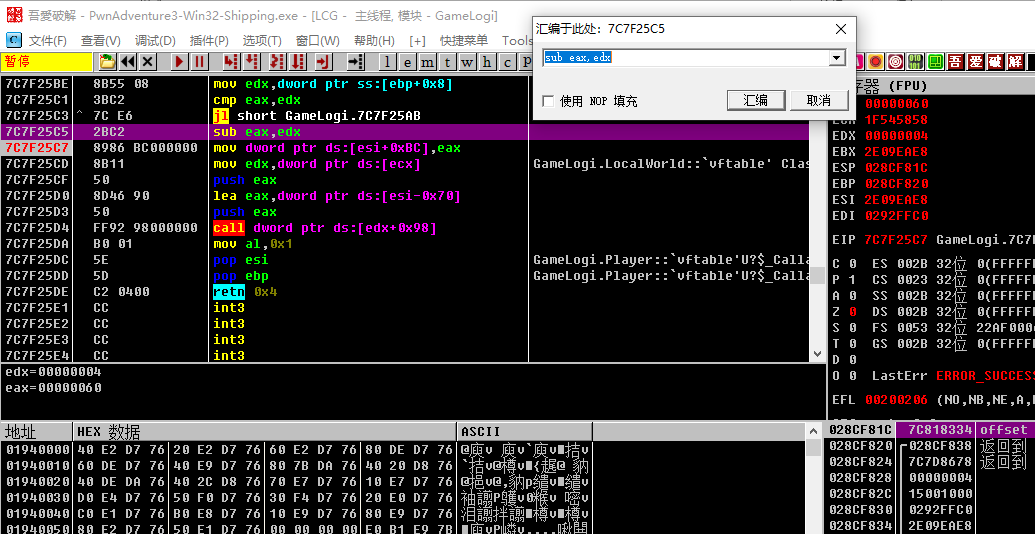 吾愛破解 - PwnAdventure3-Win32-Shipping.exe - [LCG - 主线程, 模块 - GameLogi]
文件(F) 查看(V) 调试(D) 插件(P) 选项(T) 窗口(W) 帮助(H) [+] 快捷菜单 Tools
暂停 l e m t w h c p 吾 爱 破 解
汇编于此处: 7C7F25C5
sub eax,edx
使用 NOP 填充 汇编 取消
7C7F25BE 8B55 08 mov edx,dword ptr ss:[ebp+0x8]
7C7F25C1 3BC2 cmp eax,edx
7C7F25C3 ^ 7C E6 jl short GameLogi.7C7F25AB
7C7F25C5 2BC2 sub eax,edx
7C7F25C7 8986 BC000000 mov dword ptr ds:[esi+0xBC],eax
7C7F25CD 8B11 mov edx,dword ptr ds:[ecx] GameLogi.LocalWorld::`vftable' Clas
7C7F25CF 50 push eax
7C7F25D0 8D46 90 lea eax,dword ptr ds:[esi-0x70]
7C7F25D3 50 push eax
7C7F25D4 FF92 98000000 call dword ptr ds:[edx+0x98]
7C7F25DA B0 01 mov al,0x1
7C7F25DC 5E pop esi GameLogi.Player::`vftable'U?$_Calla
7C7F25DD 5D pop ebp GameLogi.Player::`vftable'U?$_Calla
7C7F25DE C2 0400 retn 0x4
7C7F25E1 CC int3
7C7F25E2 CC int3
7C7F25E3 CC int3
7C7F25E4 CC int3
edx=00000004
eax=00000060
存器 (FPU)
00000060
1F545858
EDX 00000004
EBX 2E09EAE8
ESP 028CF81C
EBP 028CF820
ESI 2E09EAE8
EDI 0292FFC0
EIP 7C7F25C7 GameLogi.7C7F
C 0 ES 002B 32位 0(FFFFFF
P 1 CS 0023 32位 0(FFFFFF
A 0 SS 002B 32位 0(FFFFFF
Z 0 DS 002B 32位 0(FFFFFF
S 0 FS 0053 32位 22AF000
T 0 GS 002B 32位 0(FFFFFF
D 0
O 0 LastErr ERROR_SUCCESS
EFL 00200206 (NO,NB,NE,A,
地址 HEX 数据 ASCII
01940000 40 E2 D7 76 20 E2 D7 76 60 E2 D7 76 80 DE D7 76
01940010 60 DE D7 76 40 E9 D7 76 80 7B DA 76 40 20 D8 76
01940020 40 DE DA 76 40 2C D8 76 70 E7 D7 76 10 E7 D7 76
01940030 D0 E4 D7 76 50 F0 D7 76 30 F4 D7 76 20 E0 D7 76
01940040 C0 E1 D7 76 B0 E8 D7 76 10 E9 D7 76 80 E9 D7 76
01940050 80 E2 D7 76 50 E1 D7 76 00 00 00 00 E0 B1 E9 7B
028CF81C 7C818334 offset
028CF820 028CF838 返回到
028CF824 7C7D8678 返回到
028CF828 00000004
028CF82C 15001000
028CF830 0292FFC0
028CF834 2E09EAE8